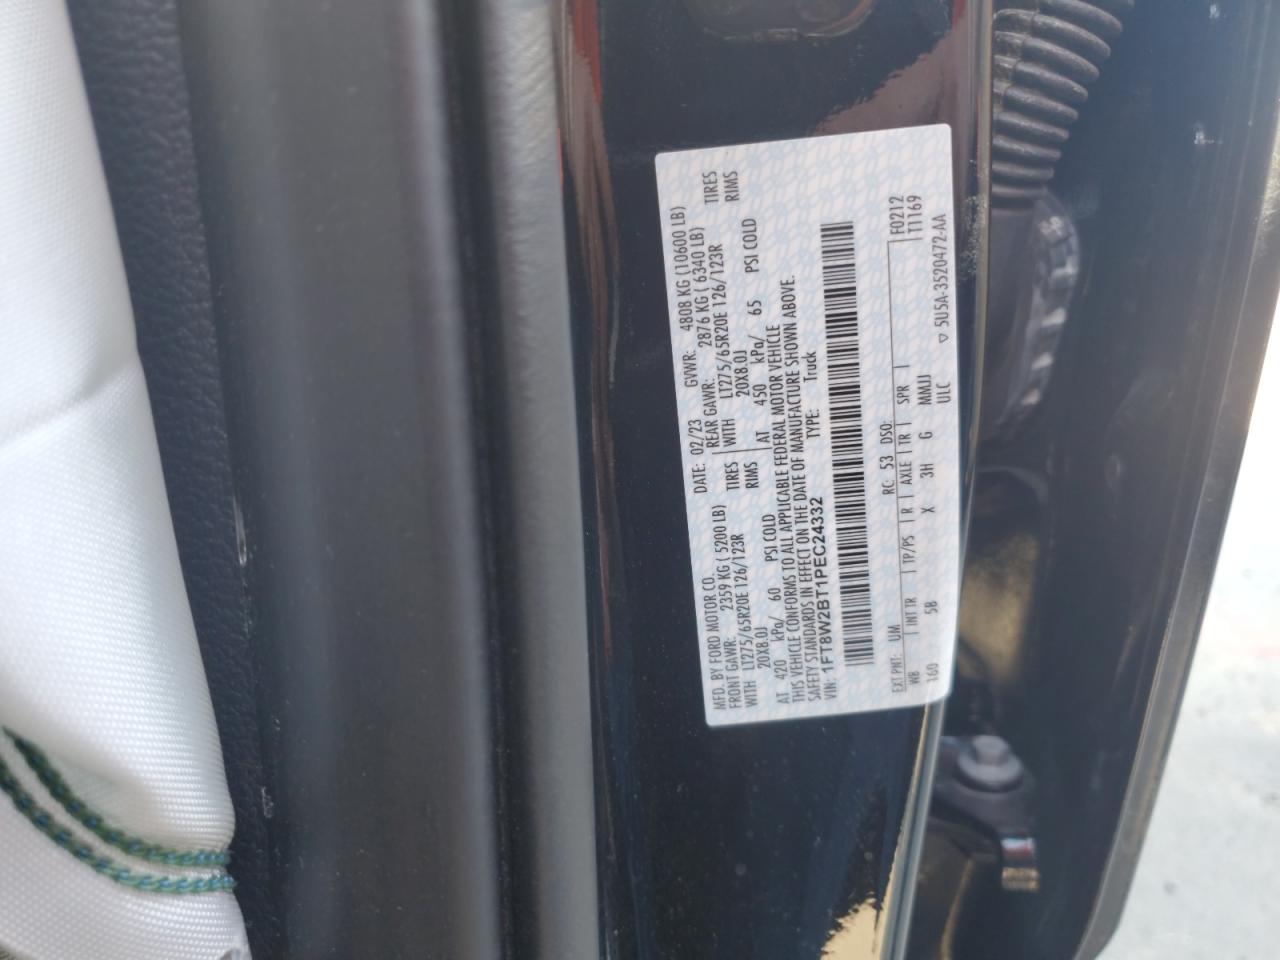 MFD. BY FORD MOTOR CO. DATE: 02/23 GVWR: 4808 KG (10600 LB)
FRONT GAWR: 2359 KG ( 5200 LB) REAR GAWR: 2876 KG ( 6340 LB)
WITH LT275/65R20E 126/123R TIRES WITH LT275/65R20E 126/123R TIRES
20X8.0J RIMS 20X8.0J RIMS
AT 420 kPa/ 60 PSI COLD AT 450 kPa/ 65 PSI COLD
THIS VEHICLE CONFORMS TO ALL APPLICABLE FEDERAL MOTOR VEHICLE
SAFETY STANDARDS IN EFFECT ON THE DATE OF MANUFACTURE SHOWN ABOVE.
VIN: 1FT8W2BT1PEC24332 TYPE: Truck
EXT PNT: UM RC: 53 DSO: F0212
WB INT TR TP/PS R AXLE TR SPR T1169
160 5B X 3H G MMJJ
ULC 5U5A-3520472-AA